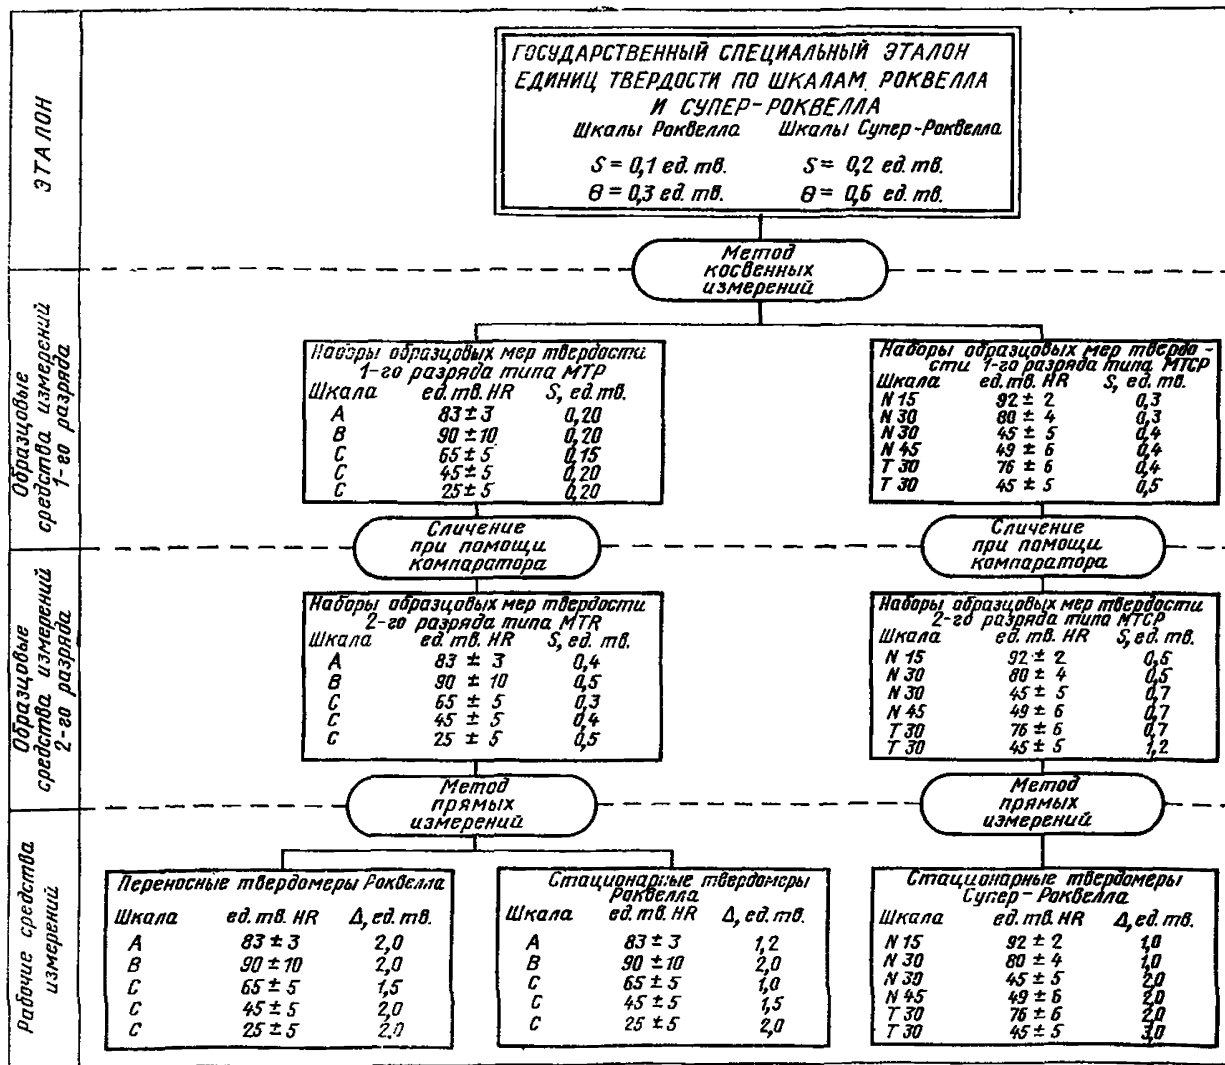 ЭТАЛОН
ГОСУДАРСТВЕННЫЙ СПЕЦИАЛЬНЫЙ ЭТАЛОН
ЕДИНИЦ ТВЕРДОСТИ ПО ШКАЛАМ РОКВЕЛЛА
И СУПЕР-РОКВЕЛЛА
Шкалы Роквелла Шкалы Супер-Роквелла
S = 0,1 ед. тв. S = 0,2 ед. тв.
Θ = 0,3 ед. тв. Θ = 0,6 ед. тв.
Метод
косвенных
измерений
Образцовые
средства измерений
1-го разряда
Наборы образцовых мер твердости
1-го разряда типа МТР
Шкала ед. тв. HR S, ед. тв.
A 83 ± 3 0,20
B 90 ± 10 0,20
C 65 ± 5 0,15
C 45 ± 5 0,20
C 25 ± 5 0,20
Наборы образцовых мер твердо-
сти 1-го разряда типа МТСР
Шкала ед. тв. HR S, ед. тв.
N 15 92 ± 2 0,3
N 30 80 ± 4 0,3
N 30 45 ± 5 0,4
N 45 49 ± 6 0,4
T 30 76 ± 6 0,4
T 30 45 ± 5 0,5
Сличение
при помощи
компаратора
Сличение
при помощи
компаратора
Образцовые
средства измерений
2-го разряда
Наборы образцовых мер твердости
2-го разряда типа MTR
Шкала ед. тв. HR S, ед. тв.
A 83 ± 3 0,4
B 90 ± 10 0,5
C 65 ± 5 0,3
C 45 ± 5 0,4
C 25 ± 5 0,5
Наборы образцовых мер твердости
2-го разряда типа МТСР
Шкала ед. тв. HR S, ед. тв.
N 15 92 ± 2 0,5
N 30 80 ± 4 0,5
N 30 45 ± 5 0,7
N 45 49 ± 6 0,7
T 30 76 ± 6 0,7
T 30 45 ± 5 1,2
Метод
прямых
измерений
Метод
прямых
измерений
Рабочие средства
измерений
Переносные твердомеры Роквелла
Шкала ед. тв. HR Δ, ед. тв.
A 83 ± 3 2,0
B 90 ± 10 2,0
C 65 ± 5 1,5
C 45 ± 5 2,0
C 25 ± 5 2,0
Стационарные твердомеры
Роквелла
Шкала ед. тв. HR Δ, ед. тв.
A 83 ± 3 1,2
B 90 ± 10 2,0
C 65 ± 5 1,0
C 45 ± 5 1,5
C 25 ± 5 2,0
Стационарные твердомеры
Супер-Роквелла
Шкала ед. тв. HR Δ, ед. тв.
N 15 92 ± 2 1,0
N 30 80 ± 4 1,0
N 30 45 ± 5 2,0
N 45 49 ± 6 2,0
T 30 76 ± 6 2,0
T 30 45 ± 5 3,0